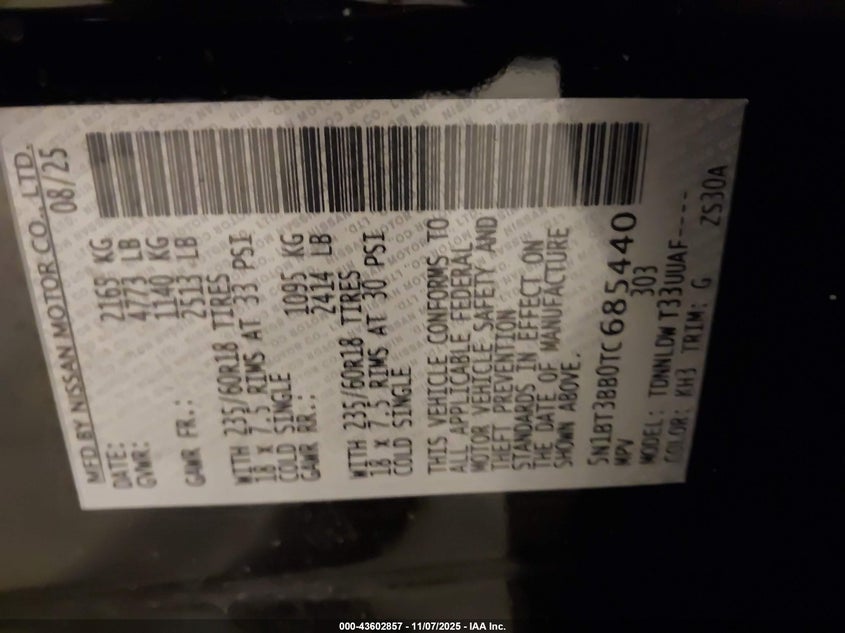 MFD BY NISSAN MOTOR CO., LTD.
DATE: 08/25
GVWR: 2165 KG
4773 LB
GAWR FR.: 1140 KG
2513 LB
WITH 235/60R18 TIRES
18 x 7.5 RIMS AT 33 PSI
COLD SINGLE
GAWR RR.: 1095 KG
2414 LB
WITH 235/60R18 TIRES
18 x 7.5 RIMS AT 30 PSI
COLD SINGLE
THIS VEHICLE CONFORMS TO
ALL APPLICABLE FEDERAL
MOTOR VEHICLE SAFETY AND
THEFT PREVENTION
STANDARDS IN EFFECT ON
THE DATE OF MANUFACTURE
SHOWN ABOVE.
5N1BT3BB0TC685440
MPV 303
MODEL: TDNNLDW T33UUAF----
COLOR: KH3 TRIM: G ZS30A
000-43602857 - 11/07/2025 - IAA Inc.